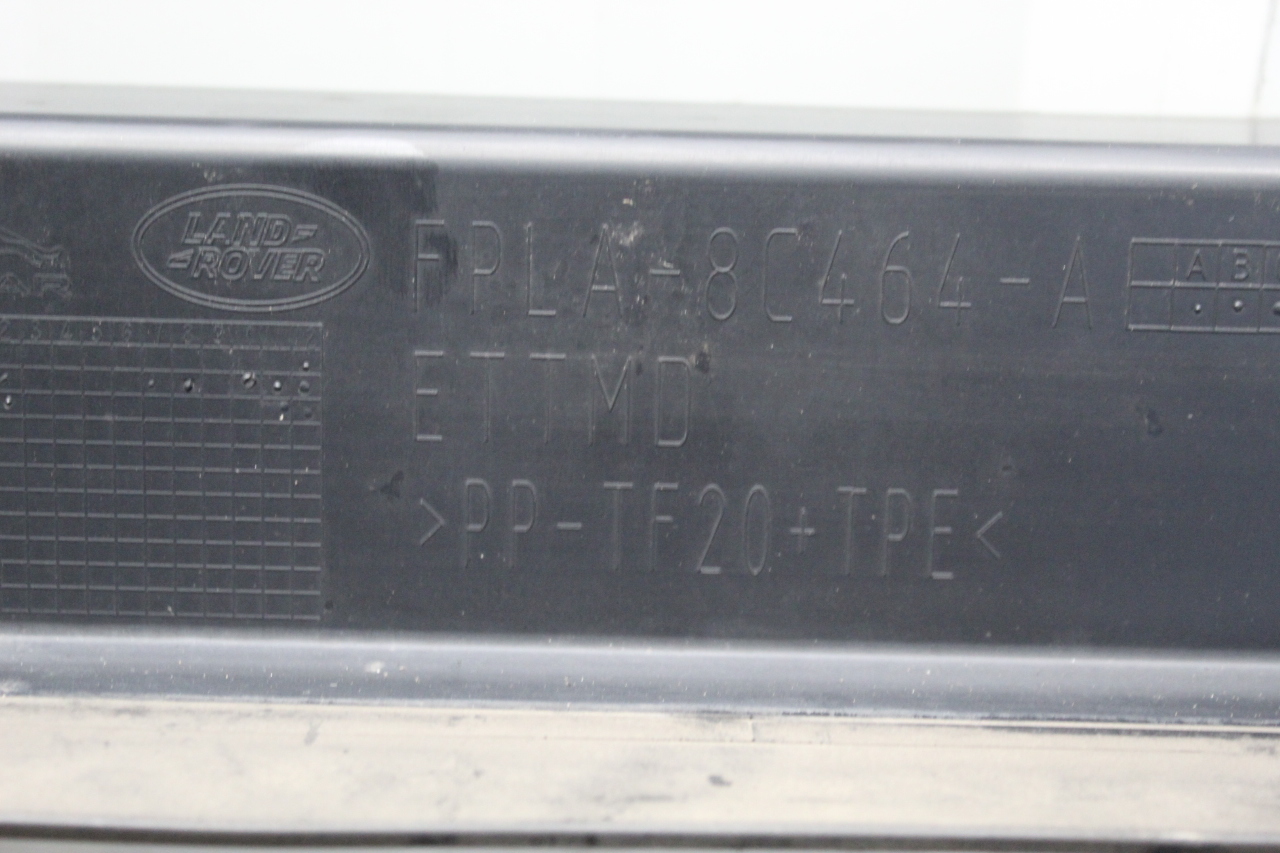 LAND
ROVER
FPLA-8C464-A
A B
ETTMD
>PP-TF20+TPE<